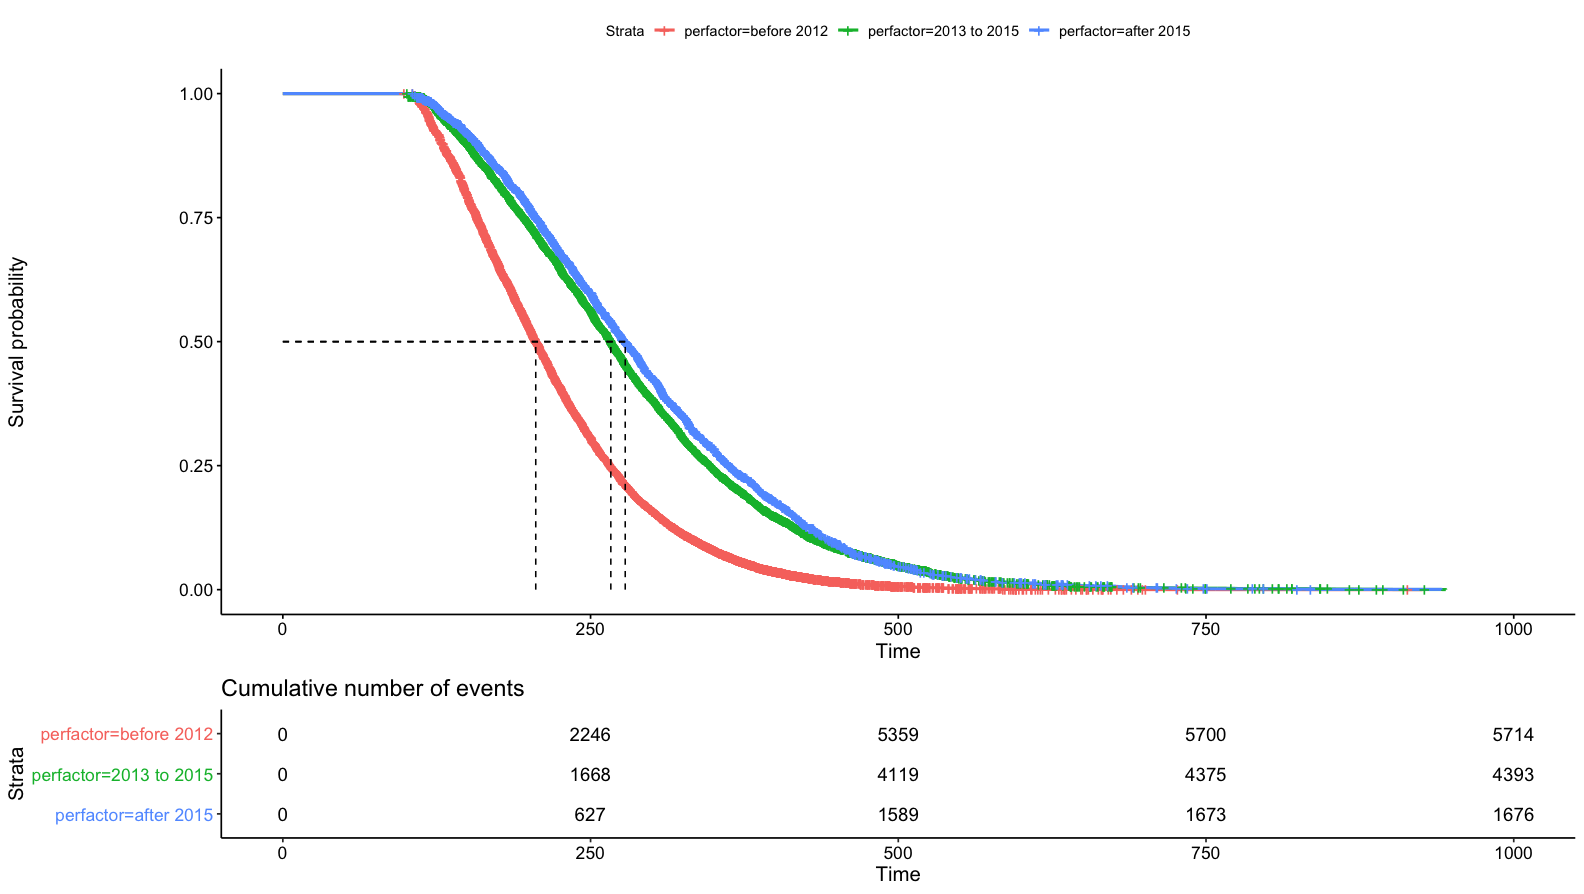 Strata perfactor=before 2012 perfactor=2013 to 2015 perfactor=after 2015
Survival probability
1.00
0.75
0.50
0.25
0.00
0 250 500 750 1000
Time
Cumulative number of events
Strata
perfactor=before 2012 0 2246 5359 5700 5714
perfactor=2013 to 2015 0 1668 4119 4375 4393
perfactor=after 2015 0 627 1589 1673 1676
0 250 500 750 1000
Time